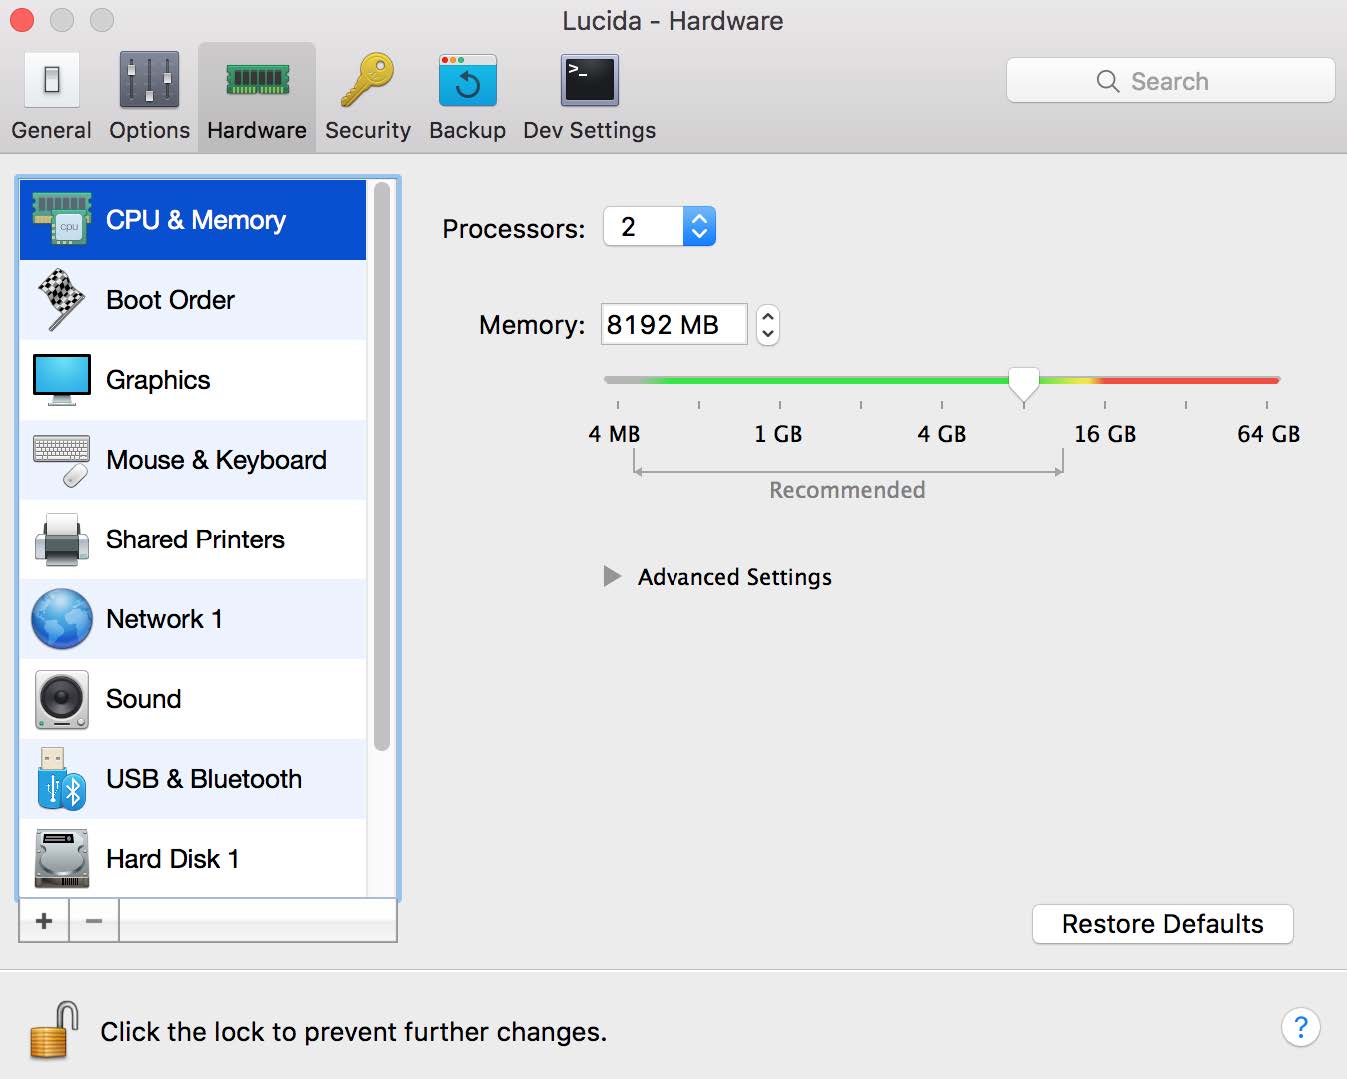 Lucida - Hardware
General Options Hardware Security Backup Dev Settings
Search
CPU & Memory
Boot Order
Graphics
Mouse & Keyboard
Shared Printers
Network 1
Sound
USB & Bluetooth
Hard Disk 1
Processors: 2
Memory: 8192 MB
4 MB 1 GB 4 GB 16 GB 64 GB
Recommended
Advanced Settings
Restore Defaults
Click the lock to prevent further changes.
cpu
>_
+ −
?